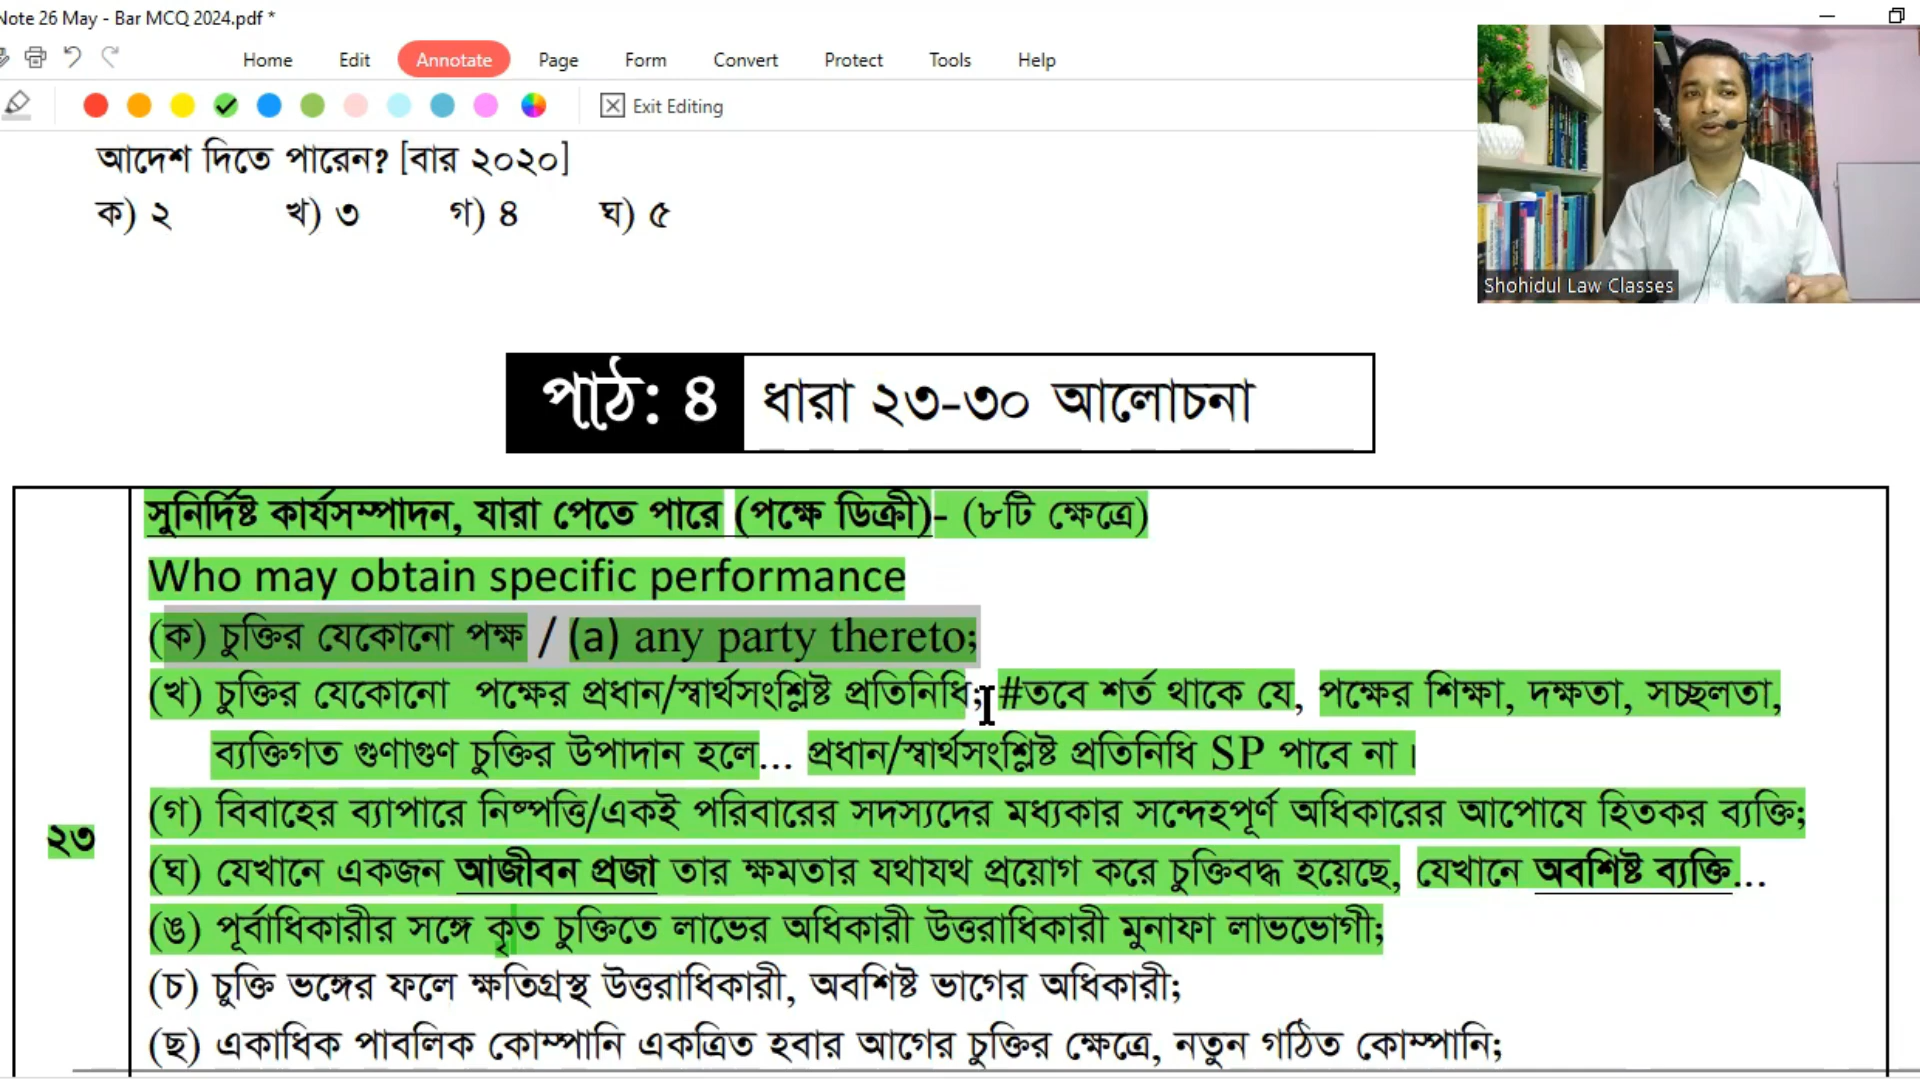 Note 26 May - Bar MCQ 2024.pdf *
Home Edit Annotate Page Form Convert Protect Tools Help
Exit Editing
আদেশ দিতে পারেন? [বার ২০২০]
ক) ২ খ) ৩ গ) ৪ ঘ) ৫
Shohidul Law Classes
পাঠ: ৪ ধারা ২৩-৩০ আলোচনা
সুনির্দিষ্ট কার্যসম্পাদন, যারা পেতে পারে (পক্ষে ডিক্রী)- (৮টি ক্ষেত্রে)
Who may obtain specific performance
(ক) চুক্তির যেকোনো পক্ষ / (a) any party thereto;
(খ) চুক্তির যেকোনো পক্ষের প্রধান/স্বার্থসংশ্লিষ্ট প্রতিনিধি; #তবে শর্ত থাকে যে, পক্ষের শিক্ষা, দক্ষতা, সচ্ছলতা,
ব্যক্তিগত গুণাগুণ চুক্তির উপাদান হলে... প্রধান/স্বার্থসংশ্লিষ্ট প্রতিনিধি SP পাবে না।
(গ) বিবাহের ব্যাপারে নিষ্পত্তি/একই পরিবারের সদস্যদের মধ্যকার সন্দেহপূর্ণ অধিকারের আপোষে হিতকর ব্যক্তি;
২৩
(ঘ) যেখানে একজন আজীবন প্রজা তার ক্ষমতার যথাযথ প্রয়োগ করে চুক্তিবদ্ধ হয়েছে, যেখানে অবশিষ্ট ব্যক্তি...
(ঙ) পূর্বাধিকারীর সঙ্গে কৃত চুক্তিতে লাভের অধিকারী উত্তরাধিকারী মুনাফা লাভভোগী;
(চ) চুক্তি ভঙ্গের ফলে ক্ষতিগ্রস্থ উত্তরাধিকারী, অবশিষ্ট ভাগের অধিকারী;
(ছ) একাধিক পাবলিক কোম্পানি একত্রিত হবার আগের চুক্তির ক্ষেত্রে, নতুন গঠিত কোম্পানি;